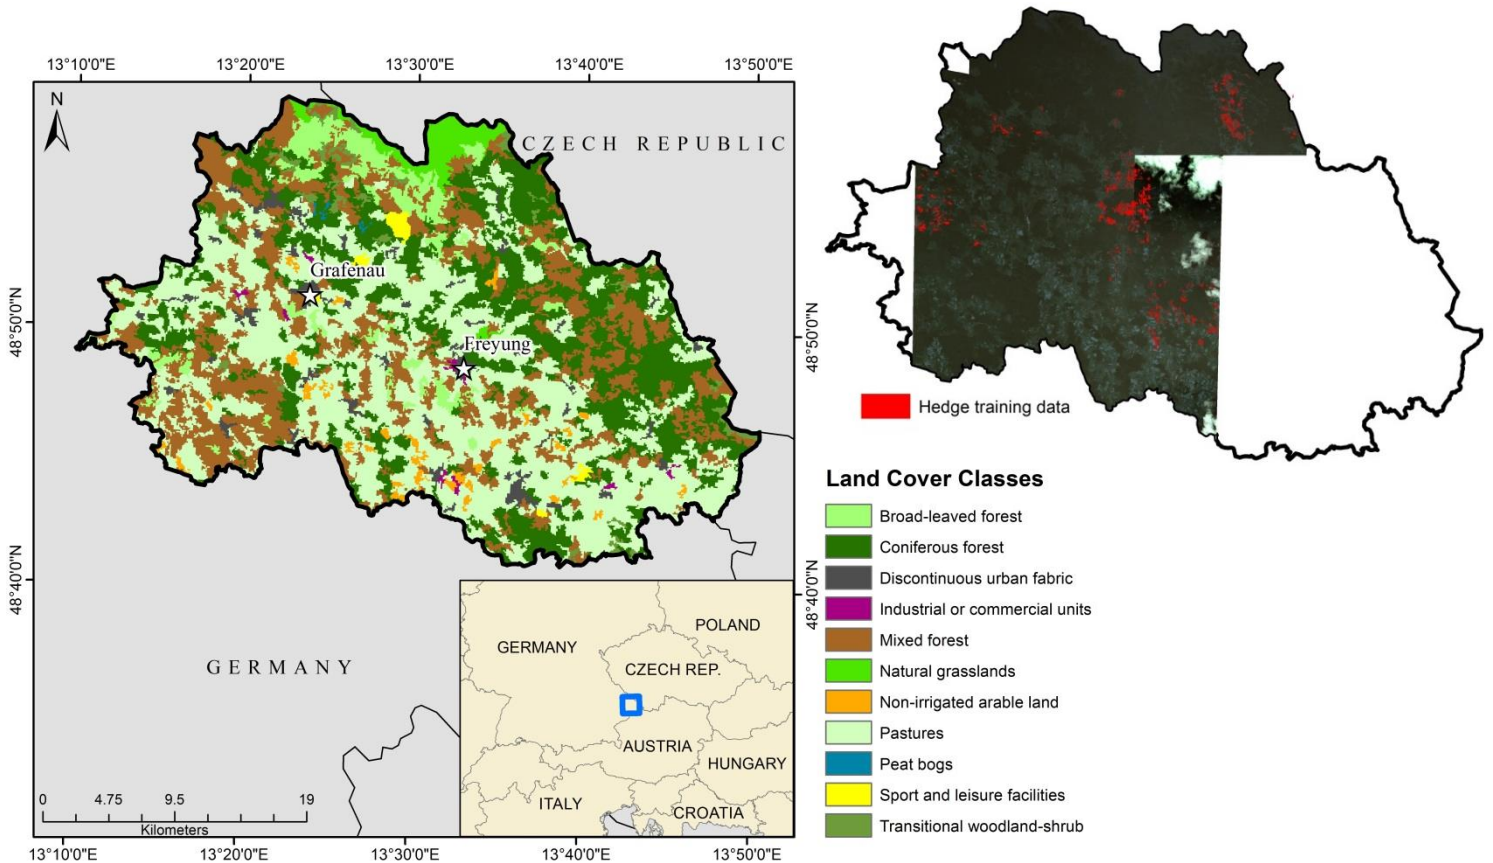 13°10'0"E 13°20'0"E 13°30'0"E 13°40'0"E 13°50'0"E
N
CZECH REPUBLIC
Grafenau
Freyung
48°50'0"N
48°40'0"N
GERMANY
0 4.75 9.5 19
Kilometers
GERMANY
POLAND
CZECH REP.
AUSTRIA
HUNGARY
ITALY
CROATIA
13°10'0"E 13°20'0"E 13°30'0"E 13°40'0"E 13°50'0"E
48°50'0"N
48°40'0"N
Hedge training data
Land Cover Classes
Broad-leaved forest
Coniferous forest
Discontinuous urban fabric
Industrial or commercial units
Mixed forest
Natural grasslands
Non-irrigated arable land
Pastures
Peat bogs
Sport and leisure facilities
Transitional woodland-shrub